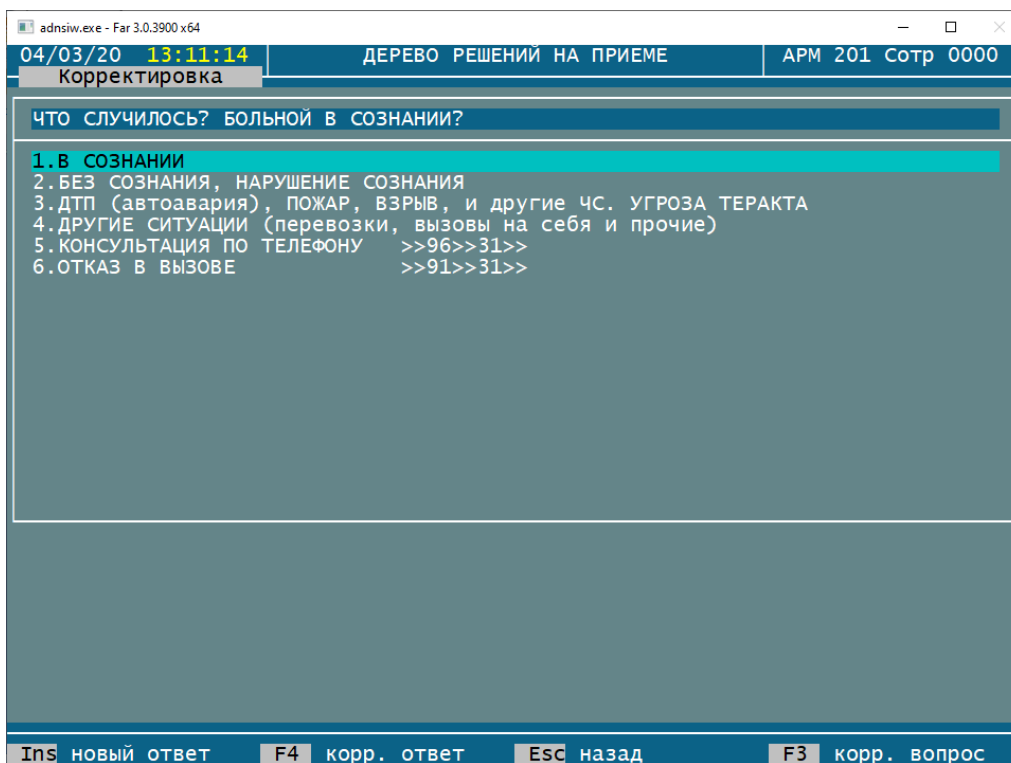 adnsiw.exe - Far 3.0.3900 x64
04/03/20 13:11:14 ДЕРЕВО РЕШЕНИЙ НА ПРИЕМЕ АРМ 201 Сотр 0000
Корректировка
ЧТО СЛУЧИЛОСЬ? БОЛЬНОЙ В СОЗНАНИИ?
1.В СОЗНАНИИ
2.БЕЗ СОЗНАНИЯ, НАРУШЕНИЕ СОЗНАНИЯ
3.ДТП (автоавария), ПОЖАР, ВЗРЫВ, и другие ЧС. УГРОЗА ТЕРАКТА
4.ДРУГИЕ СИТУАЦИИ (перевозки, вызовы на себя и прочие)
5.КОНСУЛЬТАЦИЯ ПО ТЕЛЕФОНУ >>96>>31>>
6.ОТКАЗ В ВЫЗОВЕ >>91>>31>>
Ins новый ответ F4 корр. ответ Esc назад F3 корр. вопрос